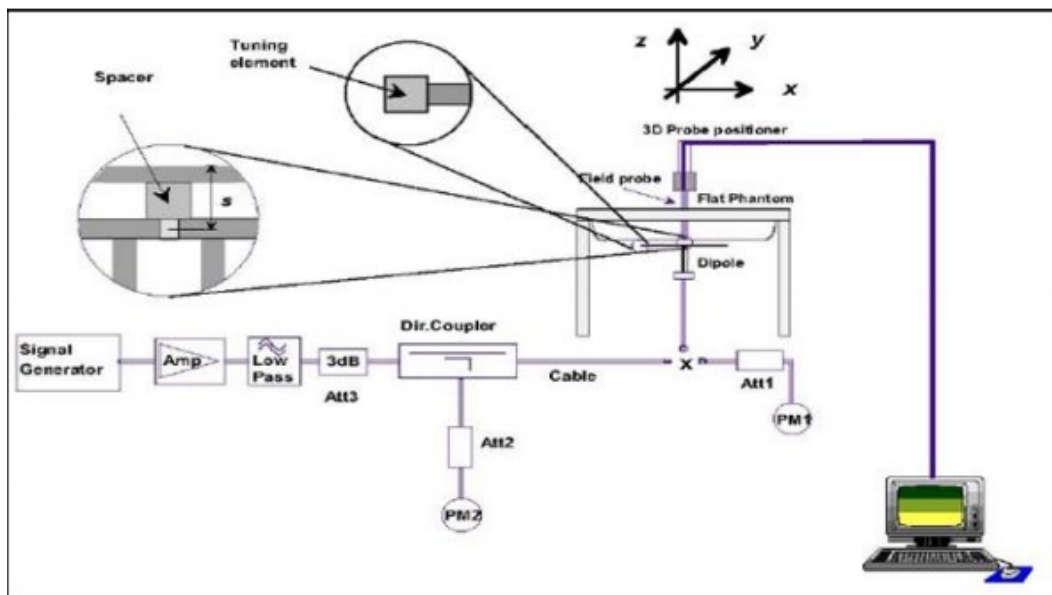 Tuning
element
Spacer
z
y
x
3D Probe positioner
Field probe
Flat Phantom
s
Dipole
Dir.Coupler
Signal
Generator
Amp
Low
Pass
3dB
Att3
Cable
x
Att1
PM1
Att2
PM2